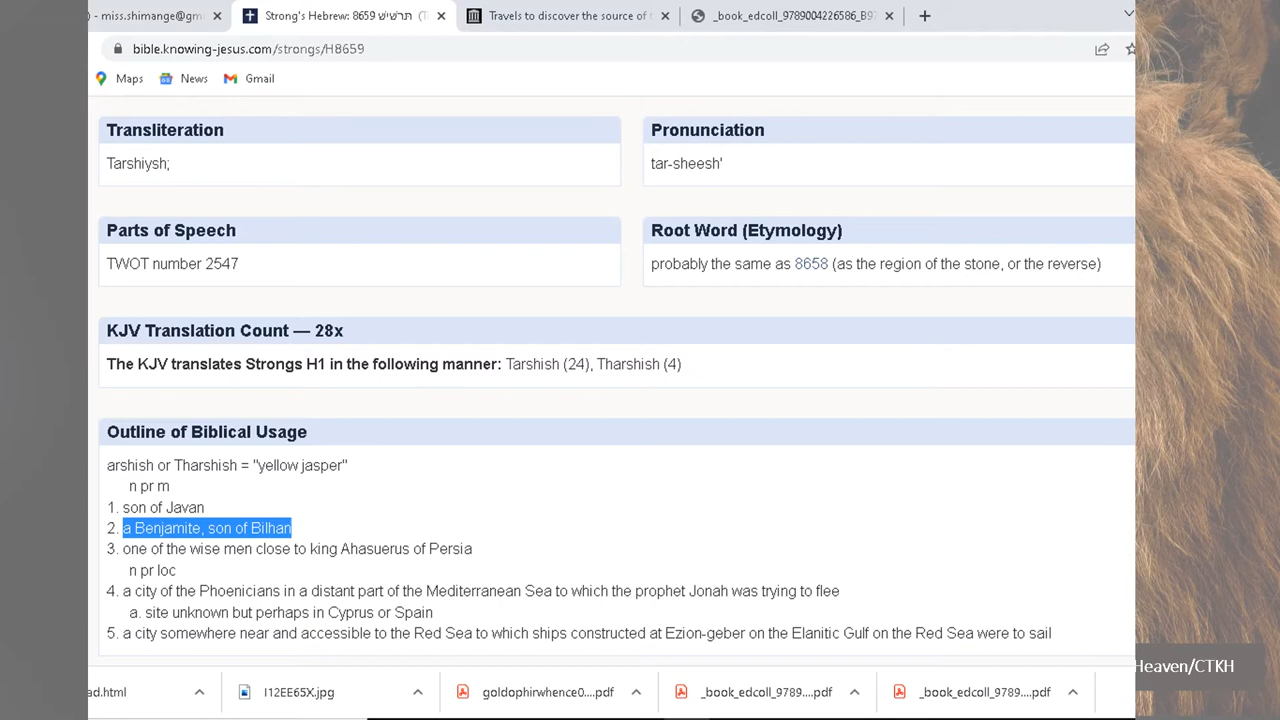 - miss.shimange@gm
Strong's Hebrew: 8659 תַּרְשִׁישׁ (T
Travels to discover the source of t
_book_edcoll_9789004226586_B97
bible.knowing-jesus.com/strongs/H8659
Maps News Gmail
Transliteration
Tarshiysh;
Pronunciation
tar-sheesh'
Parts of Speech
TWOT number 2547
Root Word (Etymology)
probably the same as 8658 (as the region of the stone, or the reverse)
KJV Translation Count — 28x
The KJV translates Strongs H1 in the following manner: Tarshish (24), Tharshish (4)
Outline of Biblical Usage
arshish or Tharshish = "yellow jasper"
n pr m
1. son of Javan
2. a Benjamite, son of Bilhan
3. one of the wise men close to king Ahasuerus of Persia
n pr loc
4. a city of the Phoenicians in a distant part of the Mediterranean Sea to which the prophet Jonah was trying to flee
a. site unknown but perhaps in Cyprus or Spain
5. a city somewhere near and accessible to the Red Sea to which ships constructed at Ezion-geber on the Elanitic Gulf on the Red Sea were to sail
Heaven/CTKH
ad.html
I12EE65X.jpg
goldophirwhence0....pdf
_book_edcoll_9789....pdf
_book_edcoll_9789....pdf